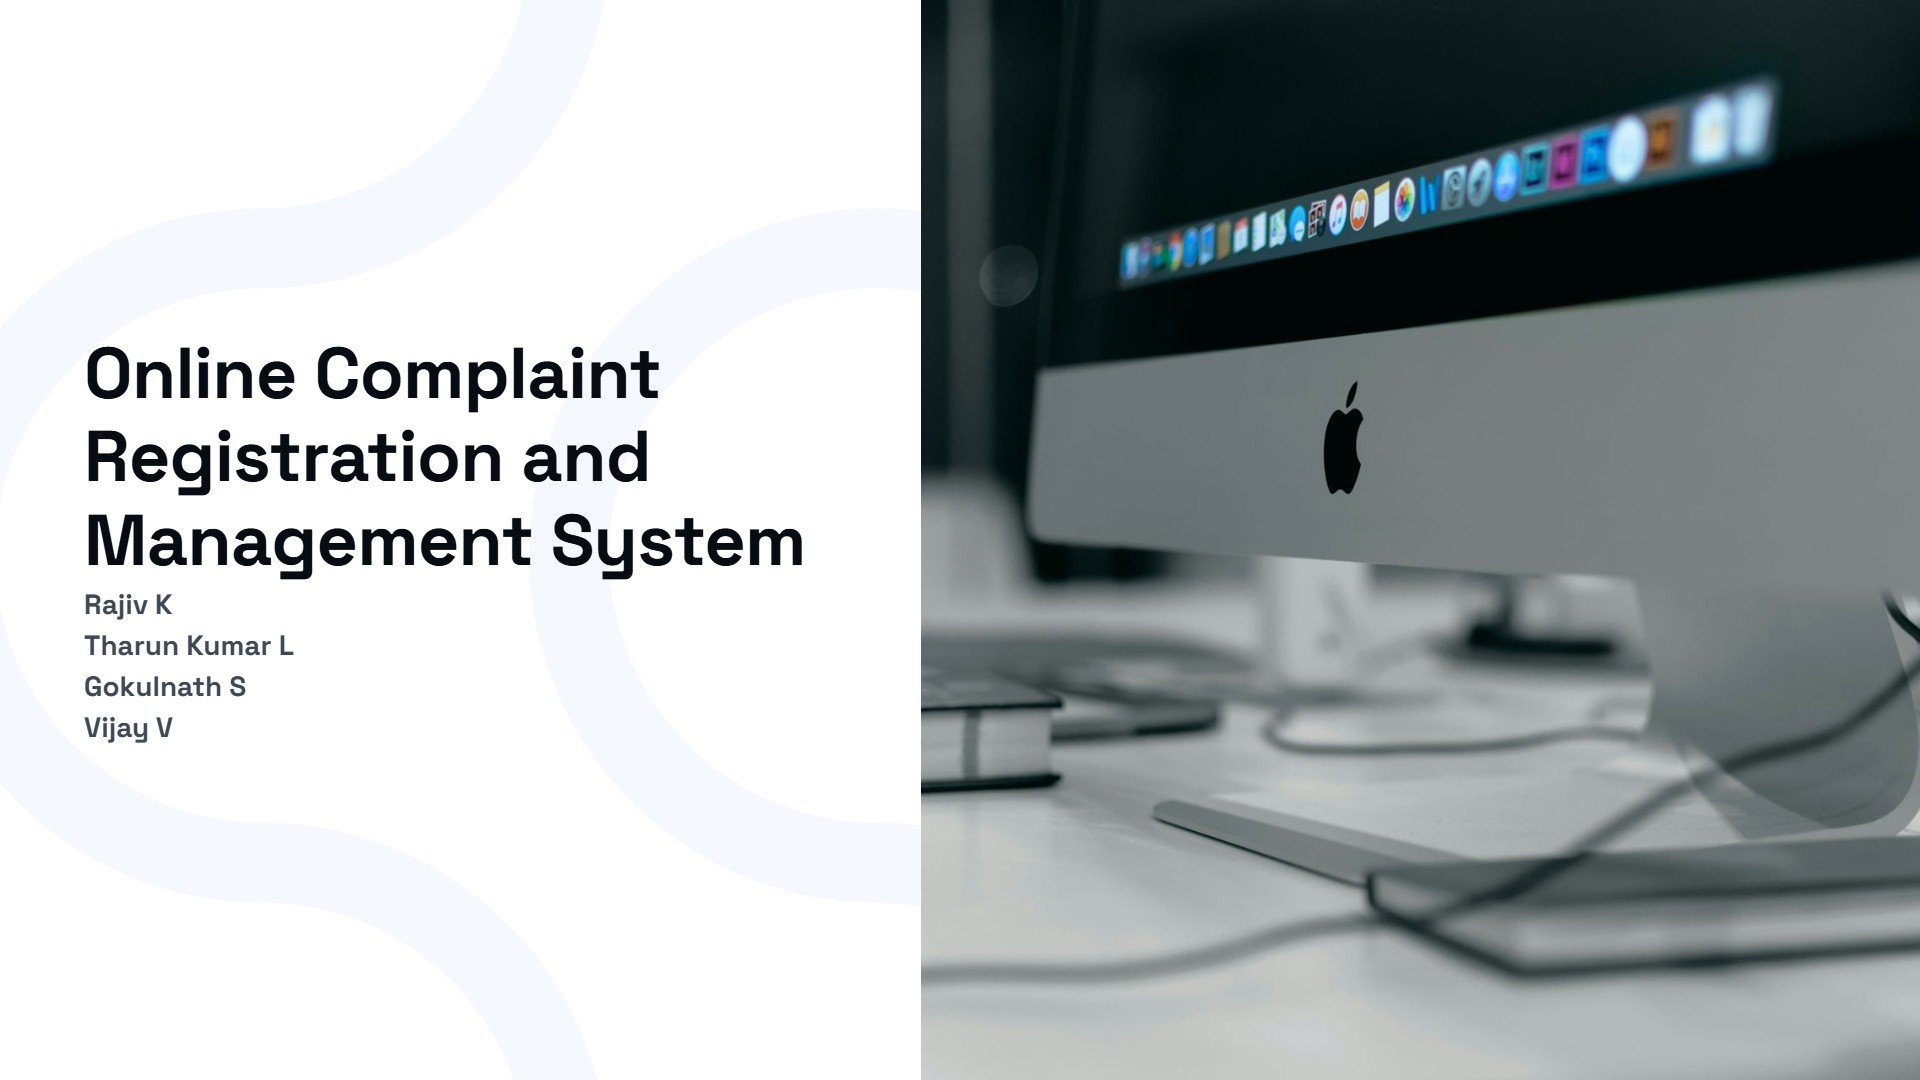 Online Complaint
Registration and
Management System
Rajiv K
Tharun Kumar L
Gokulnath S
Vijay V